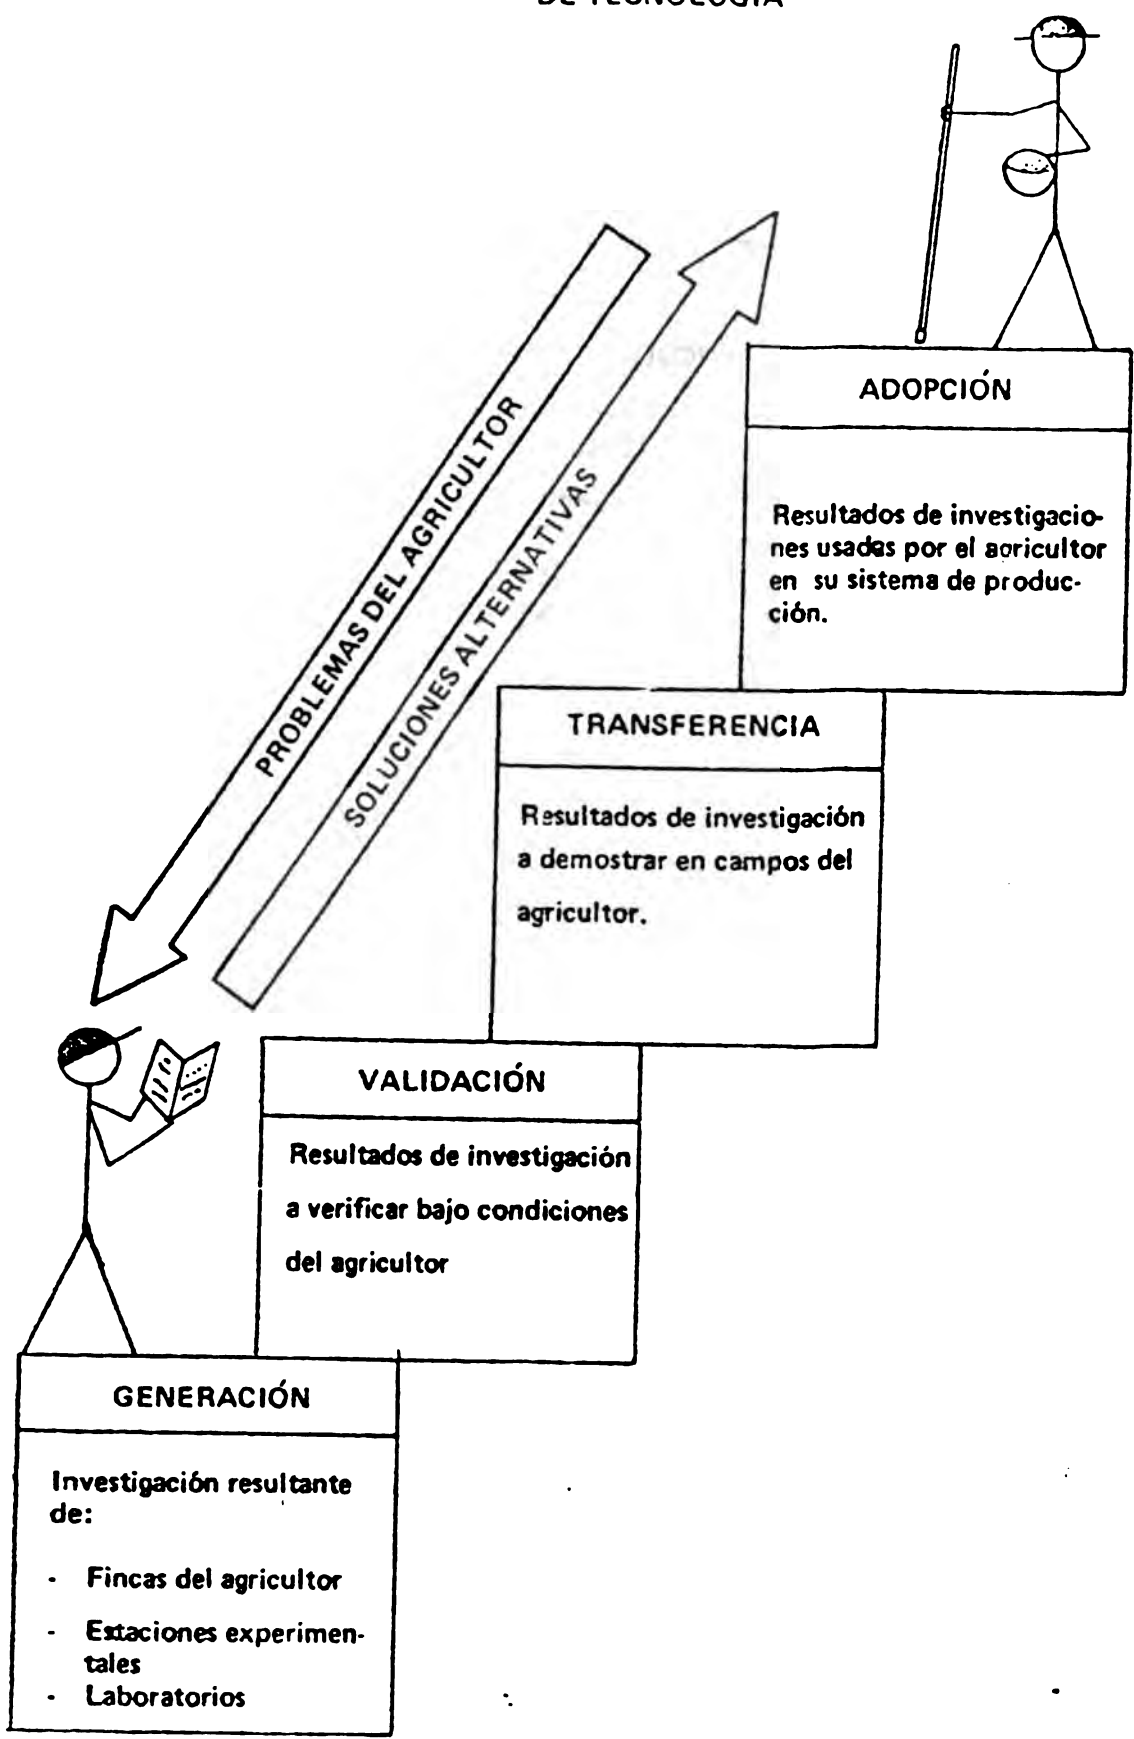 DE TECNOLOGÍA
ADOPCIÓN
Resultados de investigacio-
nes usadas por el agricultor
en su sistema de produc-
ción.
PROBLEMAS DEL AGRICULTOR
SOLUCIONES ALTERNATIVAS
TRANSFERENCIA
Resultados de investigación
a demostrar en campos del
agricultor.
VALIDACIÓN
Resultados de investigación
a verificar bajo condiciones
del agricultor
GENERACIÓN
Investigación resultante
de:
- Fincas del agricultor
- Estaciones experimen-
tales
- Laboratorios